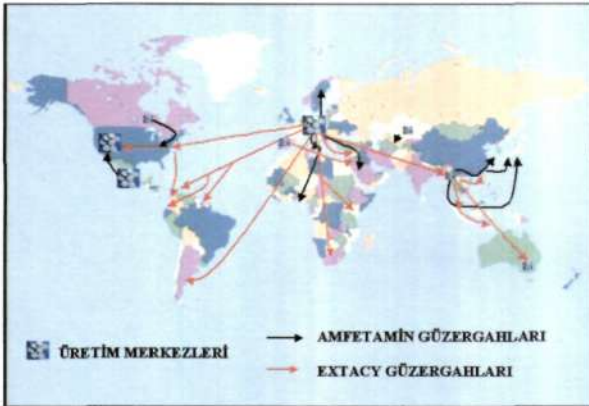 ÜRETİM MERKEZLERİ
AMFETAMİN GÜZERGAHLARI
EXTACY GÜZERGAHLARI